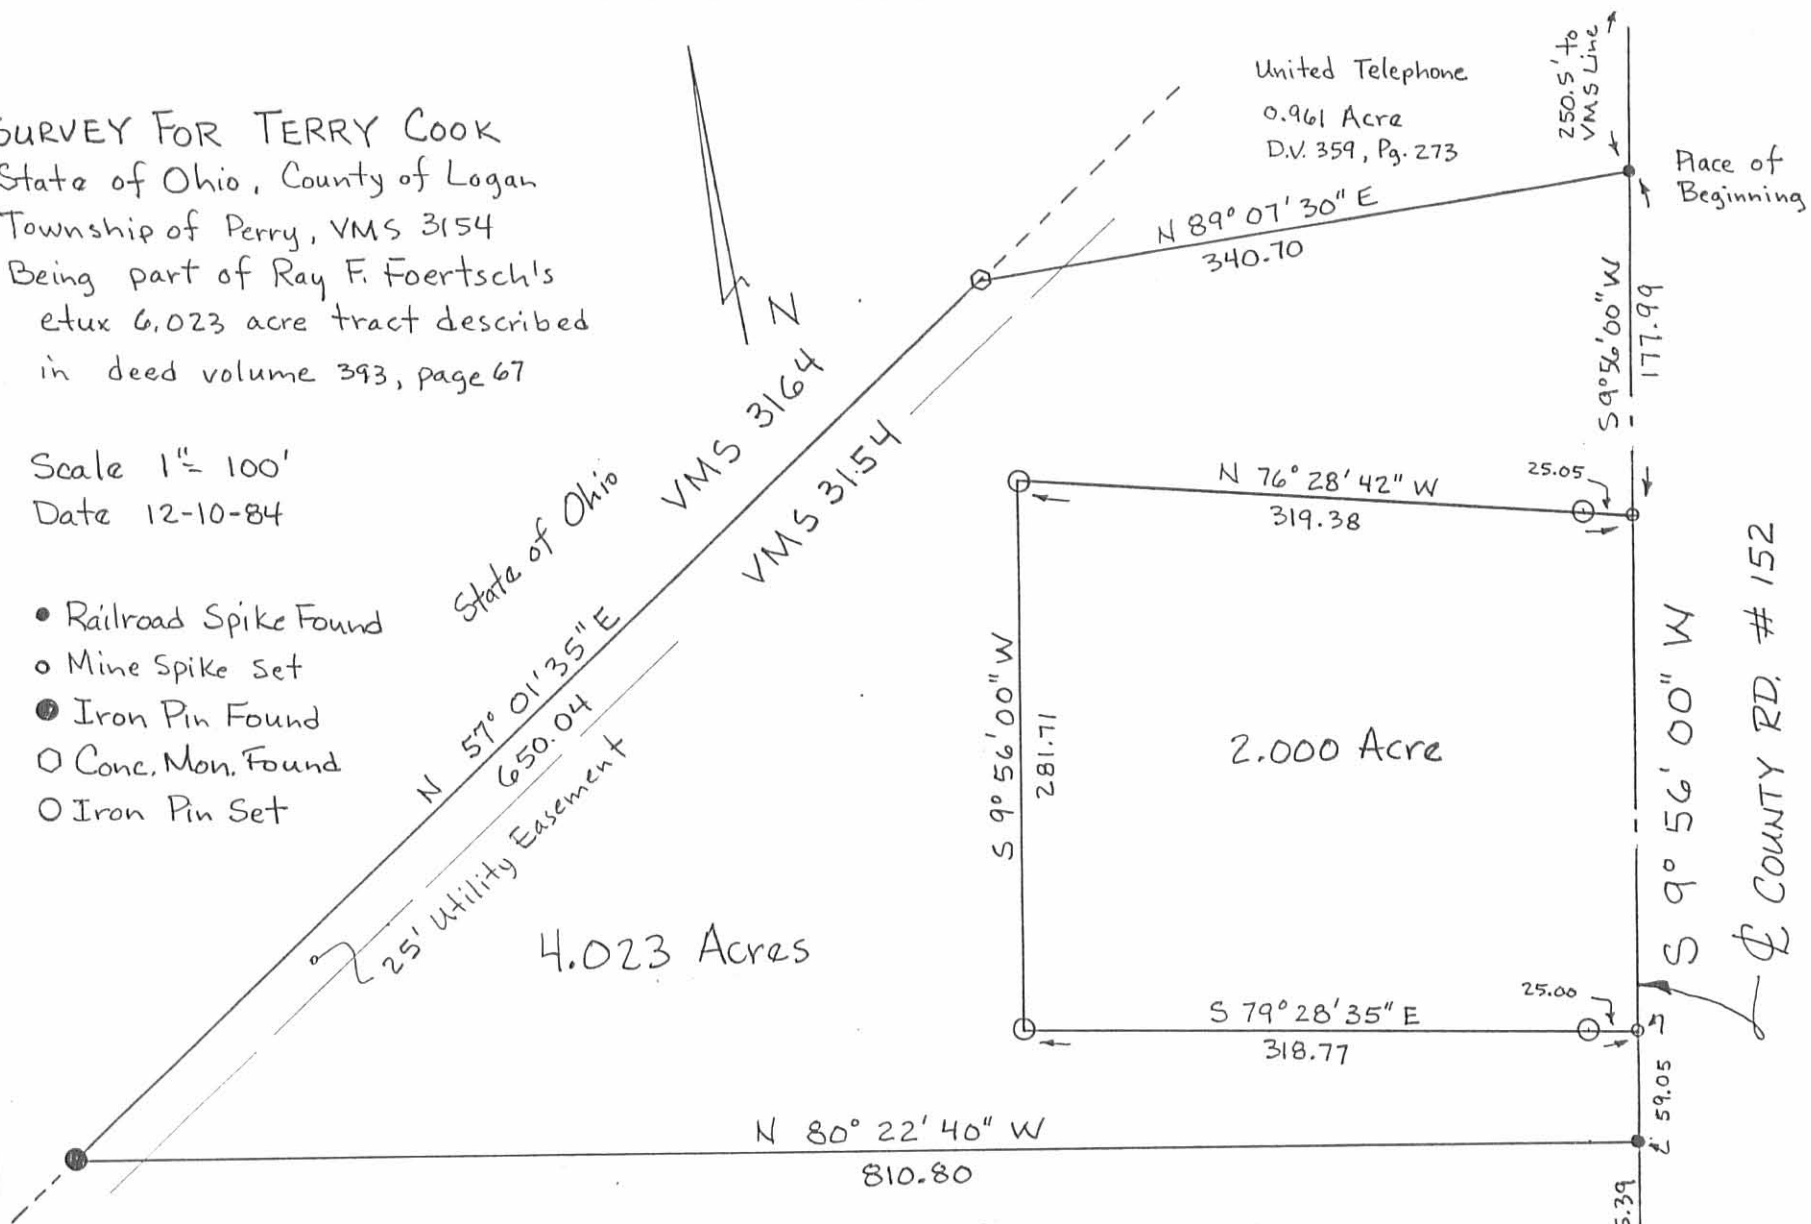 SURVEY FOR TERRY COOK
State of Ohio, County of Logan
Township of Perry, VMS 3154
Being part of Ray F. Foertsch's
etux 6.023 acre tract described
in deed volume 393, page 67
Scale 1" = 100'
Date 12-10-84
Railroad Spike Found
Mine Spike Set
Iron Pin Found
Conc. Mon. Found
Iron Pin Set
N
United Telephone
0.961 Acre
D.V. 359, Pg. 273
250.5' to
VMS Line
Place of
Beginning
N 89° 07' 30" E
340.70
S 9° 56' 00" W
177.99
State of Ohio
VMS 3164
VMS 3154
N 57° 01' 35" E
650.04
25' Utility Easement
N 76° 28' 42" W
319.38
25.05
S 9° 56' 00" W
281.71
2.000 Acre
S 9° 56' 00" W
℄ COUNTY RD. # 152
4.023 Acres
S 79° 28' 35" E
318.77
25.00
59.05
N 80° 22' 40" W
810.80